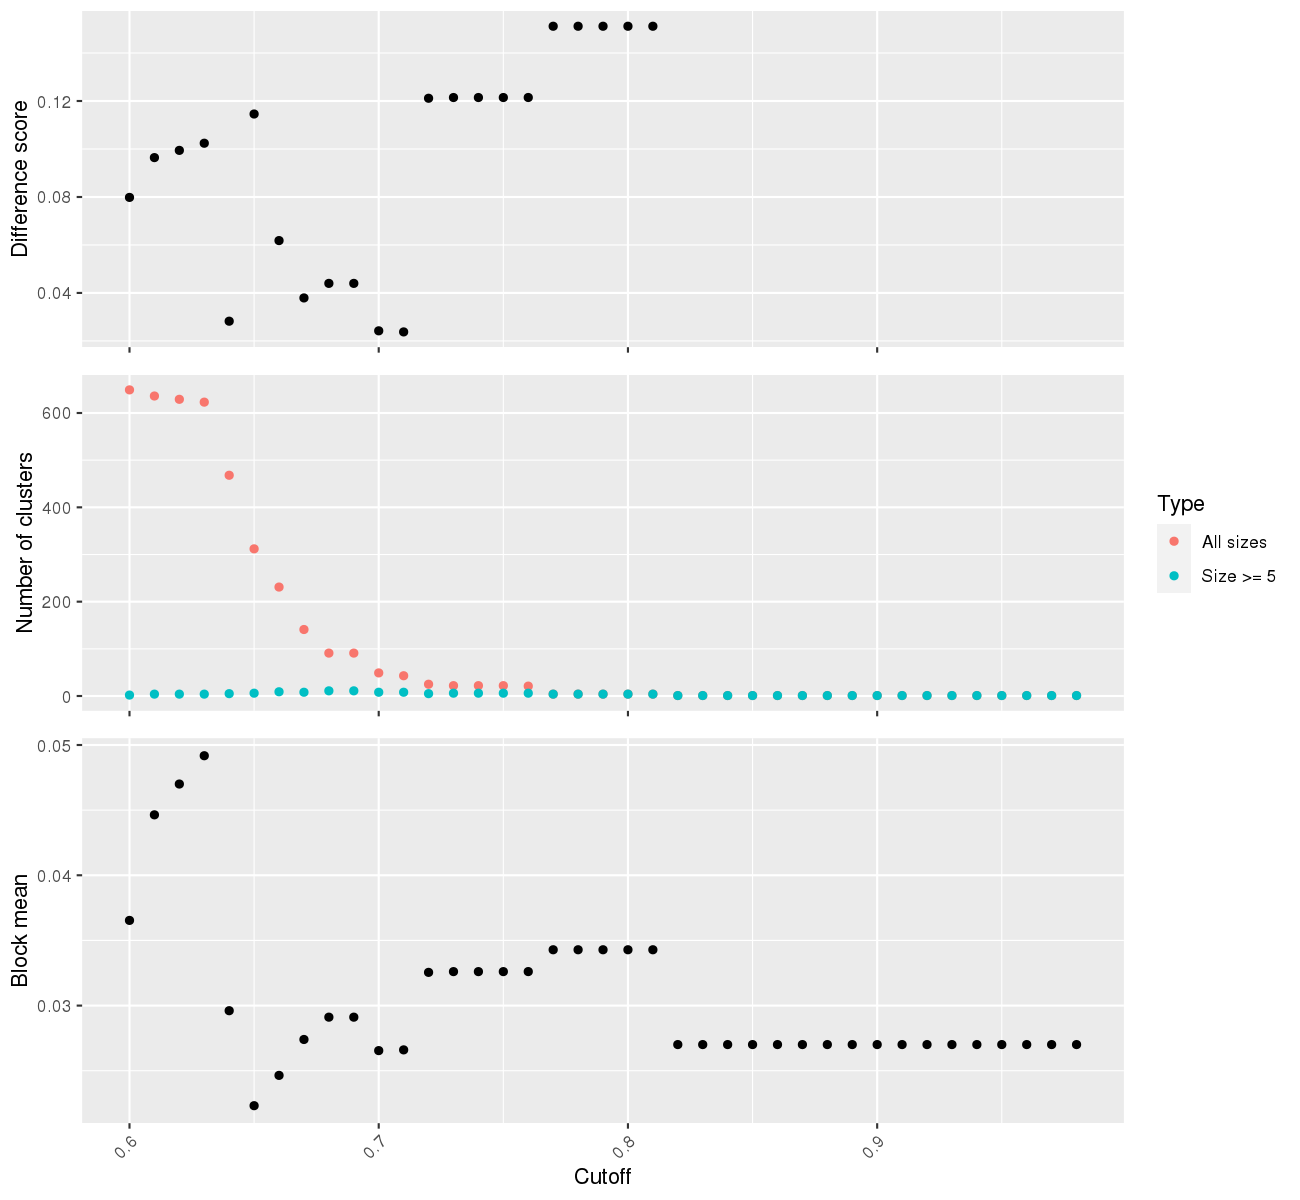 Difference score
0.12
0.08
0.04
Number of clusters
600
400
200
0
Type
All sizes
Size >= 5
Block mean
0.05
0.04
0.03
0.6
0.7
0.8
0.9
Cutoff